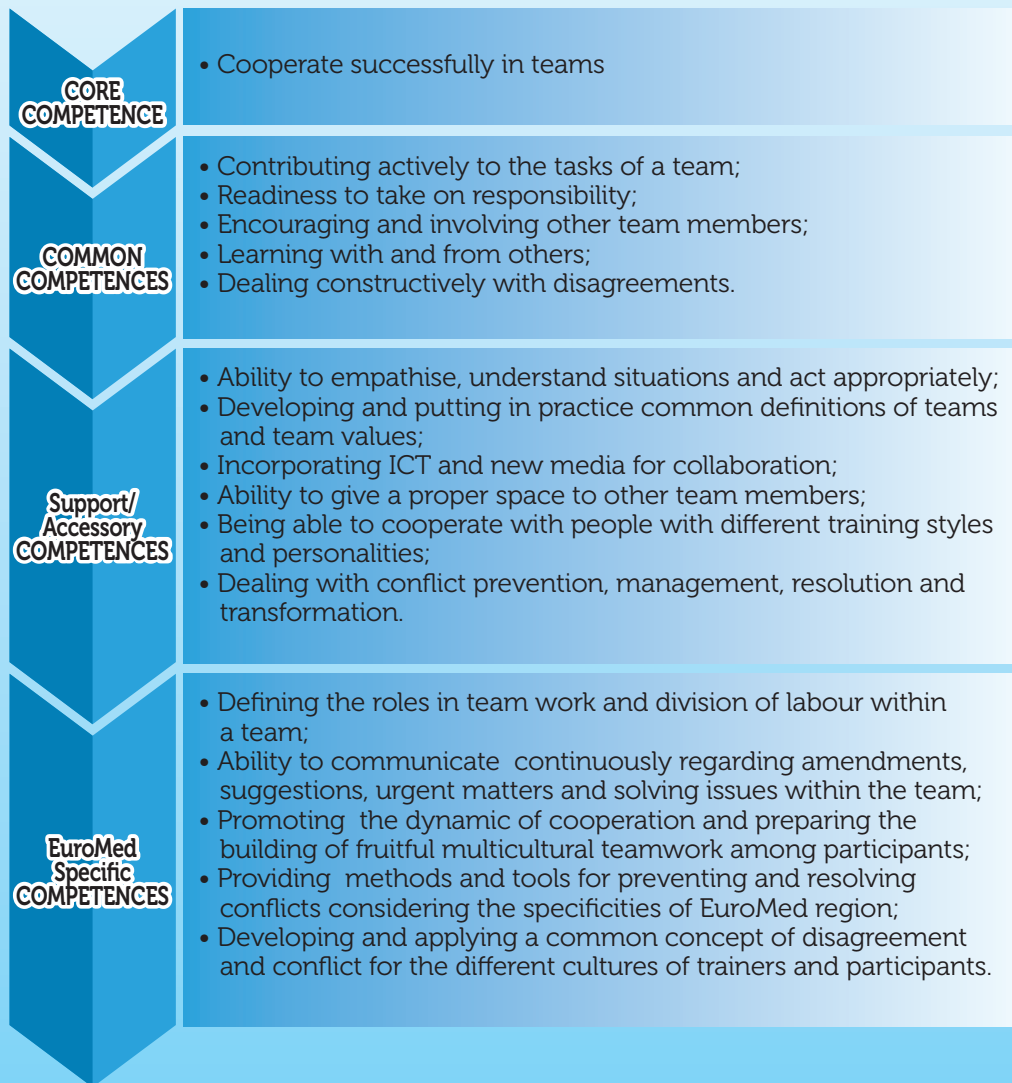 CORE
COMPETENCE
• Cooperate successfully in teams
COMMON
COMPETENCES
• Contributing actively to the tasks of a team;
• Readiness to take on responsibility;
• Encouraging and involving other team members;
• Learning with and from others;
• Dealing constructively with disagreements.
Support/
Accessory
COMPETENCES
• Ability to empathise, understand situations and act appropriately;
• Developing and putting in practice common definitions of teams
and team values;
• Incorporating ICT and new media for collaboration;
• Ability to give a proper space to other team members;
• Being able to cooperate with people with different training styles
and personalities;
• Dealing with conflict prevention, management, resolution and
transformation.
EuroMed
Specific
COMPETENCES
• Defining the roles in team work and division of labour within
a team;
• Ability to communicate  continuously regarding amendments,
suggestions, urgent matters and solving issues within the team;
• Promoting  the dynamic of cooperation and preparing the
building of fruitful multicultural teamwork among participants;
• Providing  methods and tools for preventing and resolving
conflicts considering the specificities of EuroMed region;
• Developing and applying a common concept of disagreement
and conflict for the different cultures of trainers and participants.